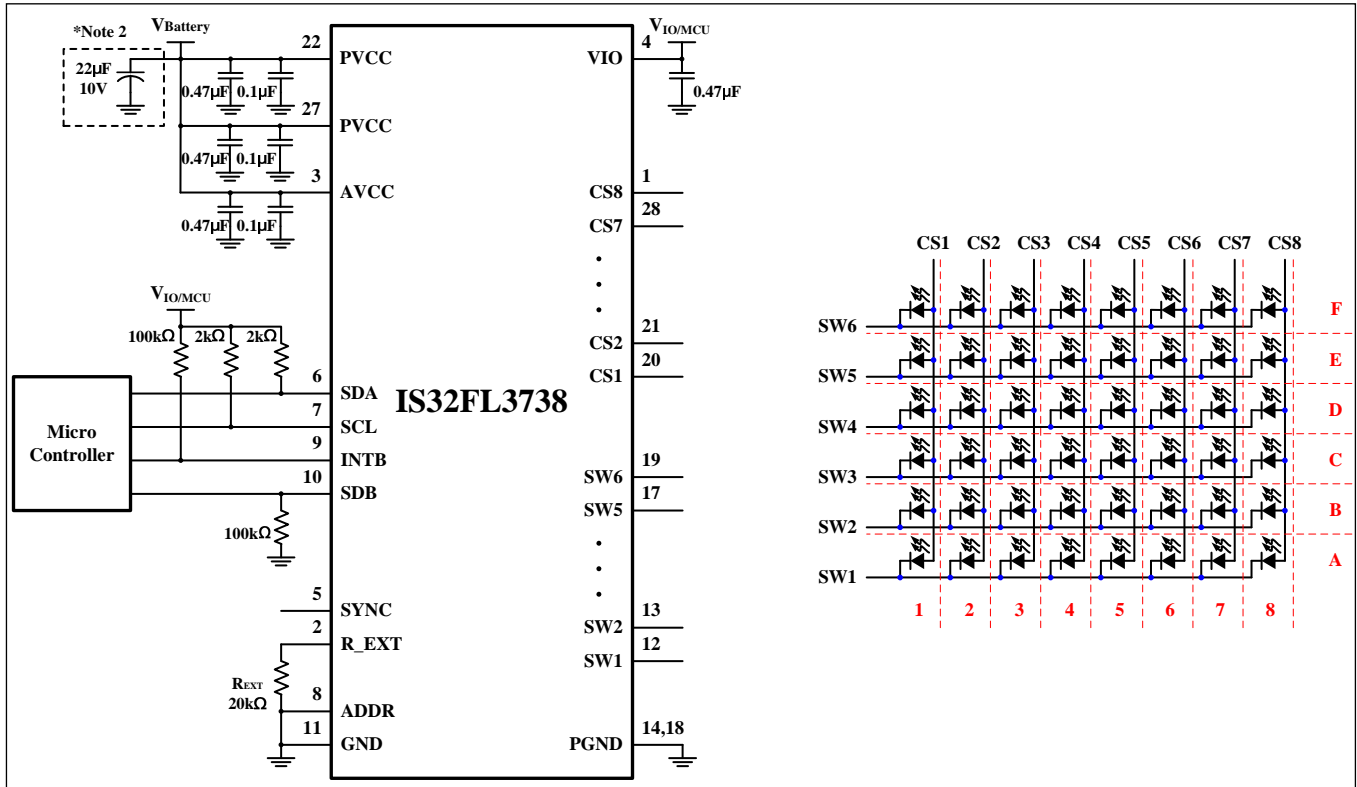 *Note 2
VBattery
22μF
10V
22
PVCC
0.47μF 0.1μF
27
PVCC
0.47μF 0.1μF
3
AVCC
0.47μF 0.1μF
VIO/MCU
100kΩ 2kΩ 2kΩ
Micro
Controller
6
SDA
7
SCL
9
INTB
10
SDB
100kΩ
5
SYNC
2
R_EXT
REXT
20kΩ
8
ADDR
11
GND
IS32FL3738
VIO/MCU
4
VIO
0.47μF
1
CS8
28
CS7
21
CS2
20
CS1
19
SW6
17
SW5
13
SW2
12
SW1
14,18
PGND
CS1 CS2 CS3 CS4 CS5 CS6 CS7 CS8
SW6 F
SW5 E
SW4 D
SW3 C
SW2 B
SW1 A
1 2 3 4 5 6 7 8